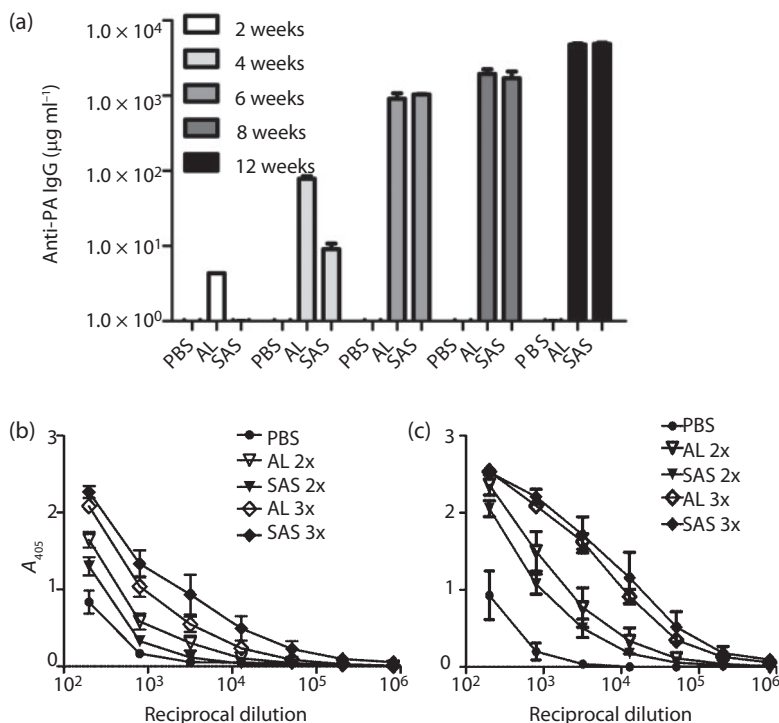 (a)
Anti-PA IgG (µg ml⁻¹)
1.0 × 10⁴
1.0 × 10³
1.0 × 10²
1.0 × 10¹
1.0 × 10⁰
2 weeks
4 weeks
6 weeks
8 weeks
12 weeks
PBS AL SAS PBS AL SAS PBS AL SAS PBS AL SAS P BS AL SAS
(b)
A₄₀₅
3
2
1
0
PBS
AL 2x
SAS 2x
AL 3x
SAS 3x
10² 10³ 10⁴ 10⁵ 10⁶
Reciprocal dilution
(c)
3
2
1
0
PBS
AL 2x
SAS 2x
AL 3x
SAS 3x
10² 10³ 10⁴ 10⁵ 10⁶
Reciprocal dilution